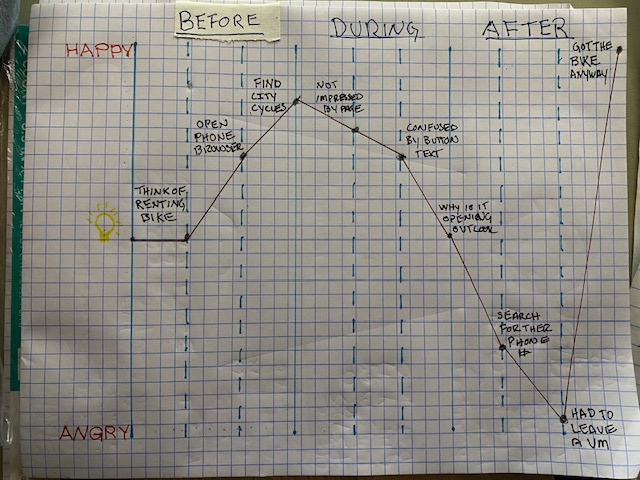 BEFORE
DURING
AFTER
HAPPY
GOT THE
BIKE
ANYWAY
FIND
CITY
CYCLES
NOT
IMPRESSED
BY PAGE
OPEN
PHONE
BROWSER
CONFUSED
BY BUTTON
TEXT
THINK OF
RENTING
BIKE
WHY IS IT
OPENING
OUTLOOK
SEARCH
FOR THER
PHONE
#
ANGRY
HAD TO
LEAVE
A VM